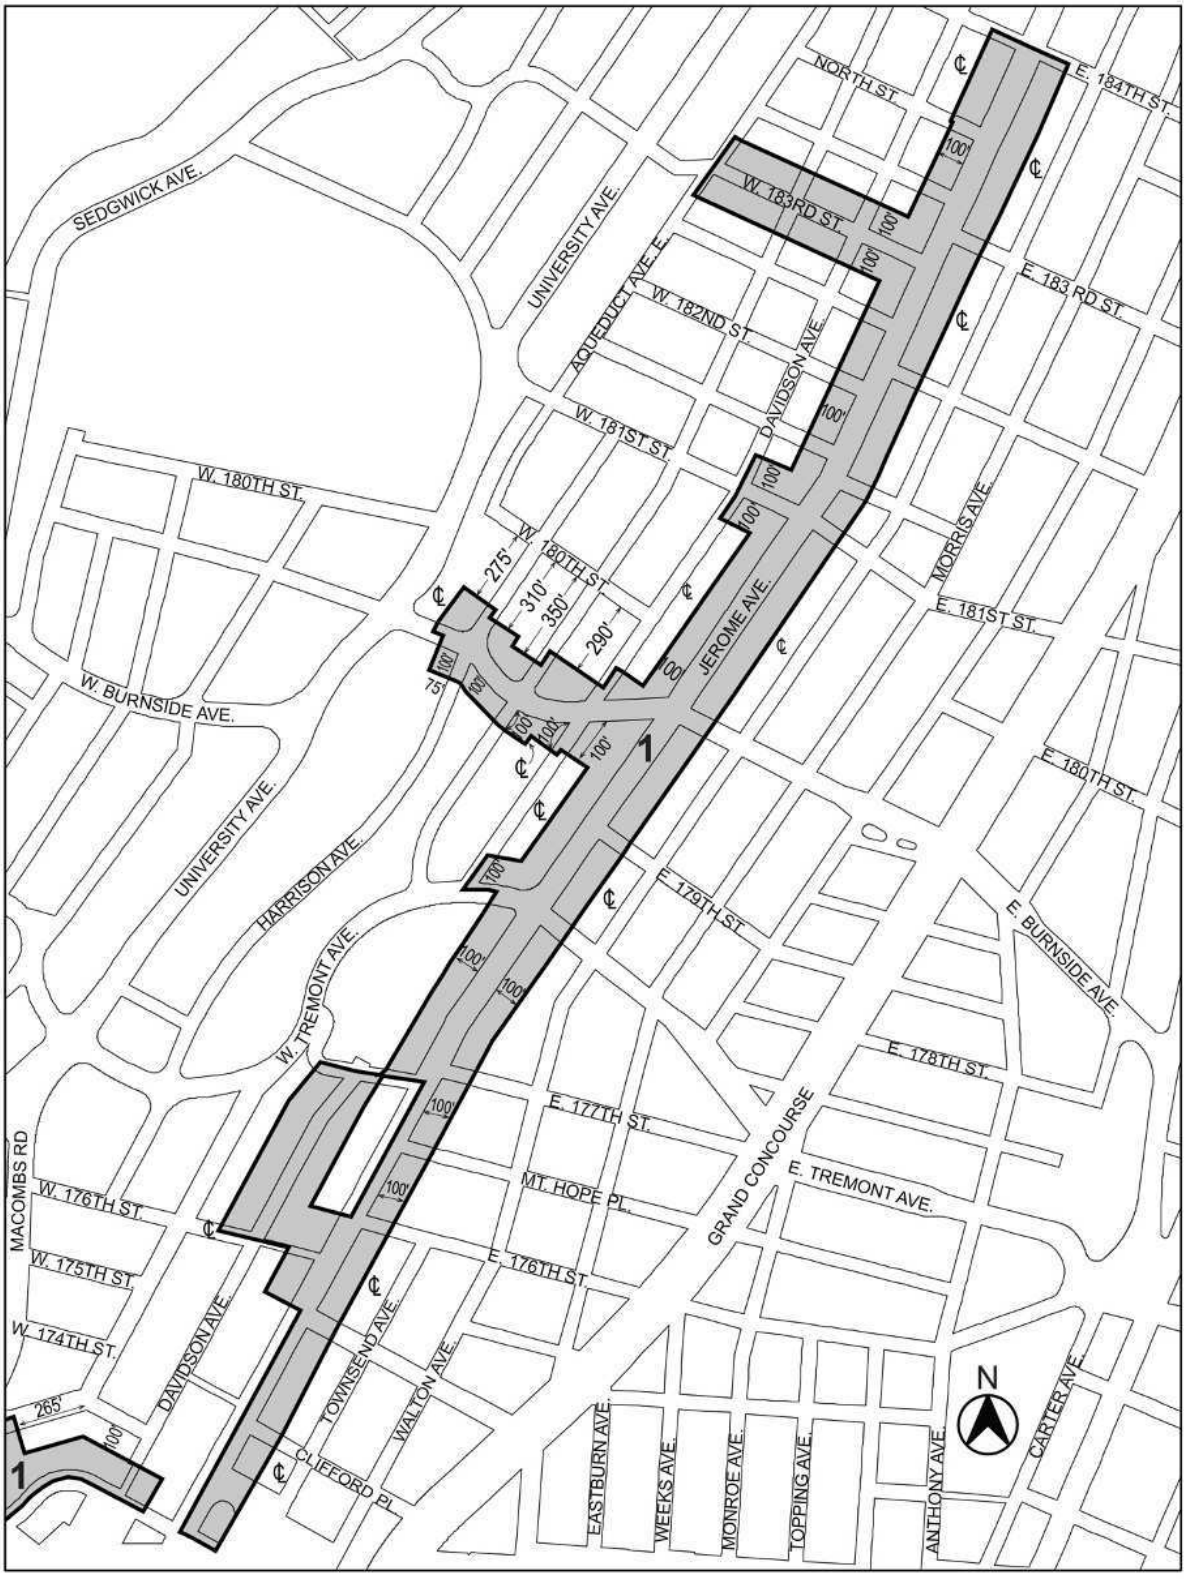 E. 184TH ST.
NORTH ST.
℄
100'
℄
SEDGWICK AVE.
W. 183RD ST.
100'
UNIVERSITY AVE.
100'
AQUEDUCT AVE. E.
E. 183 RD ST.
W. 182ND ST.
℄
DAVIDSON AVE.
100'
W. 181ST ST.
100'
W. 180TH ST.
100'
MORRIS AVE.
W. 180TH ST
275'
310'
350'
℄
℄
JEROME AVE.
E. 181ST ST.
290'
℄
100'
100'
75'
100'
W. BURNSIDE AVE.
100'
100'
100'
1
℄
E. 180TH ST.
℄
UNIVERSITY AVE.
HARRISON AVE.
100'
E. 179TH ST.
℄
E. BURNSIDE AVE.
W. TREMONT AVE.
100'
100'
E. 178TH ST.
100'
E. 177TH ST.
GRAND CONCOURSE
MACOMBS RD
W. 176TH ST.
100'
MT. HOPE PL.
E. TREMONT AVE.
℄
W. 175TH ST.
E. 176TH ST.
℄
W. 174TH ST.
DAVIDSON AVE.
TOWNSEND AVE.
WALTON AVE.
N
265'
100'
CLIFFORD PL.
℄
1
EASTBURN AVE.
WEEKS AVE.
MONROE AVE.
TOPPING AVE.
ANTHONY AVE.
CARTER AVE.